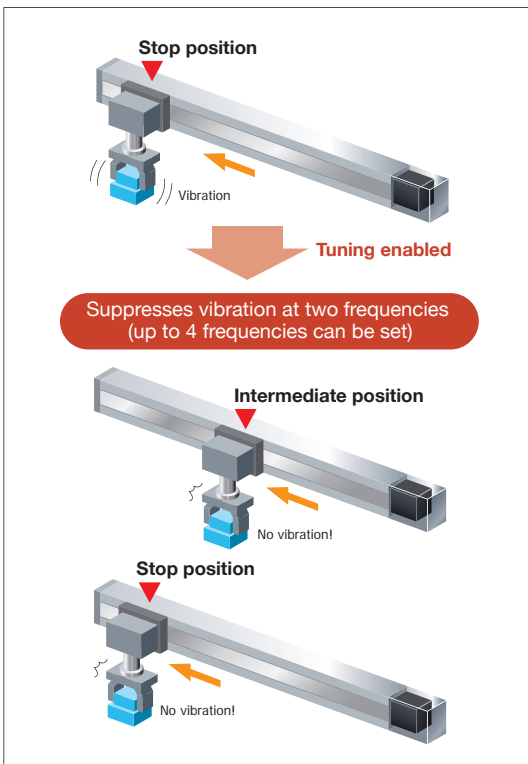 Stop position
Vibration
Tuning enabled
Suppresses vibration at two frequencies
(up to 4 frequencies can be set)
Intermediate position
No vibration!
Stop position
No vibration!